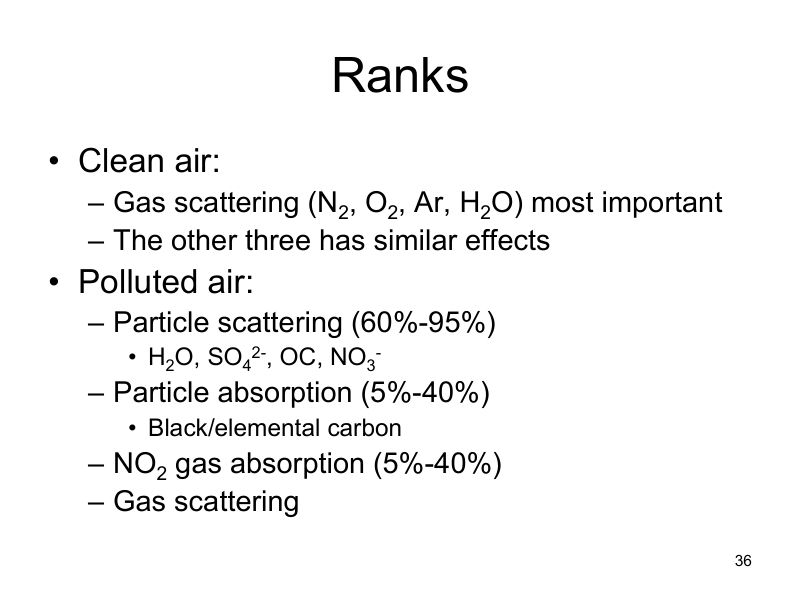 Ranks
• Clean air:
– Gas scattering (N₂, O₂, Ar, H₂O) most important
– The other three has similar effects
• Polluted air:
– Particle scattering (60%-95%)
• H₂O, SO₄²⁻, OC, NO₃⁻
– Particle absorption (5%-40%)
• Black/elemental carbon
– NO₂ gas absorption (5%-40%)
– Gas scattering
36